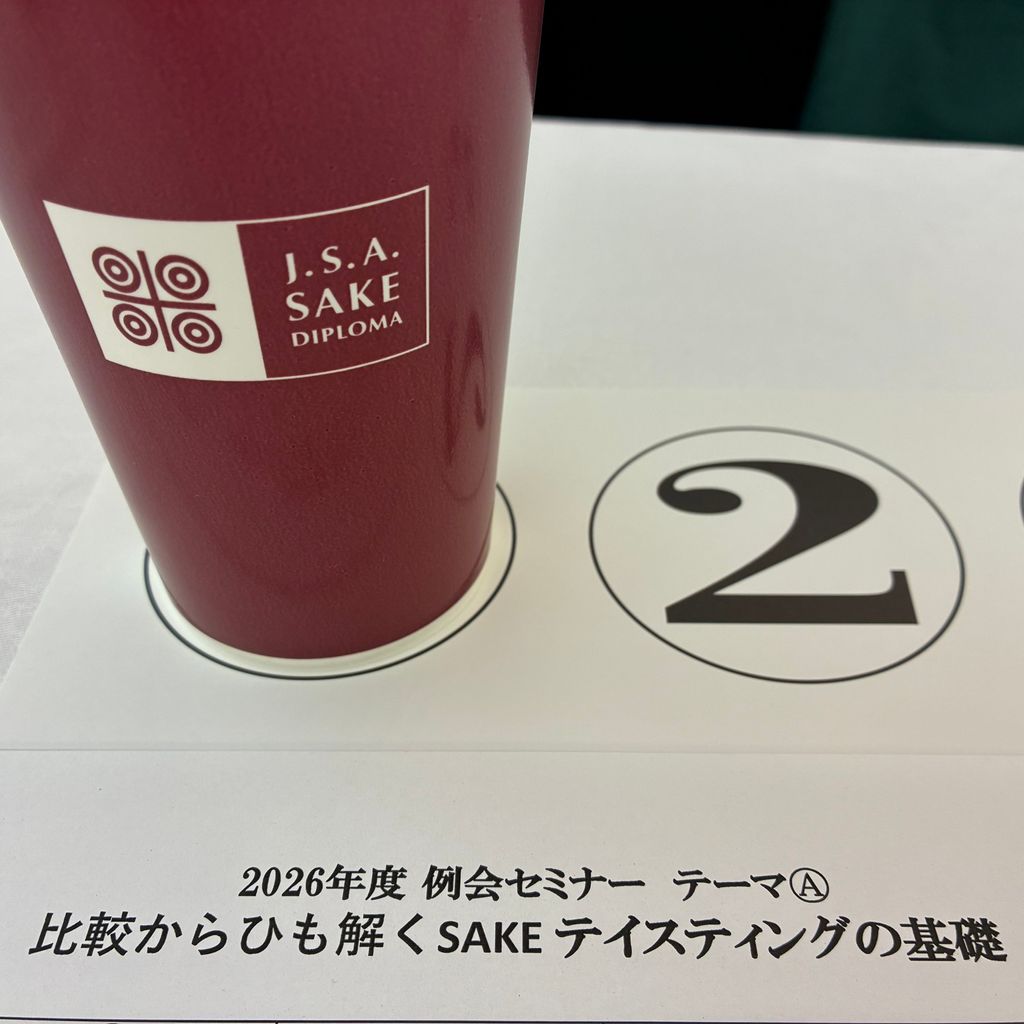 J.S.A.
SAKE
DIPLOMA
2
2026年度 例会セミナー テーマⒶ
比較からひも解くSAKE テイスティングの基礎